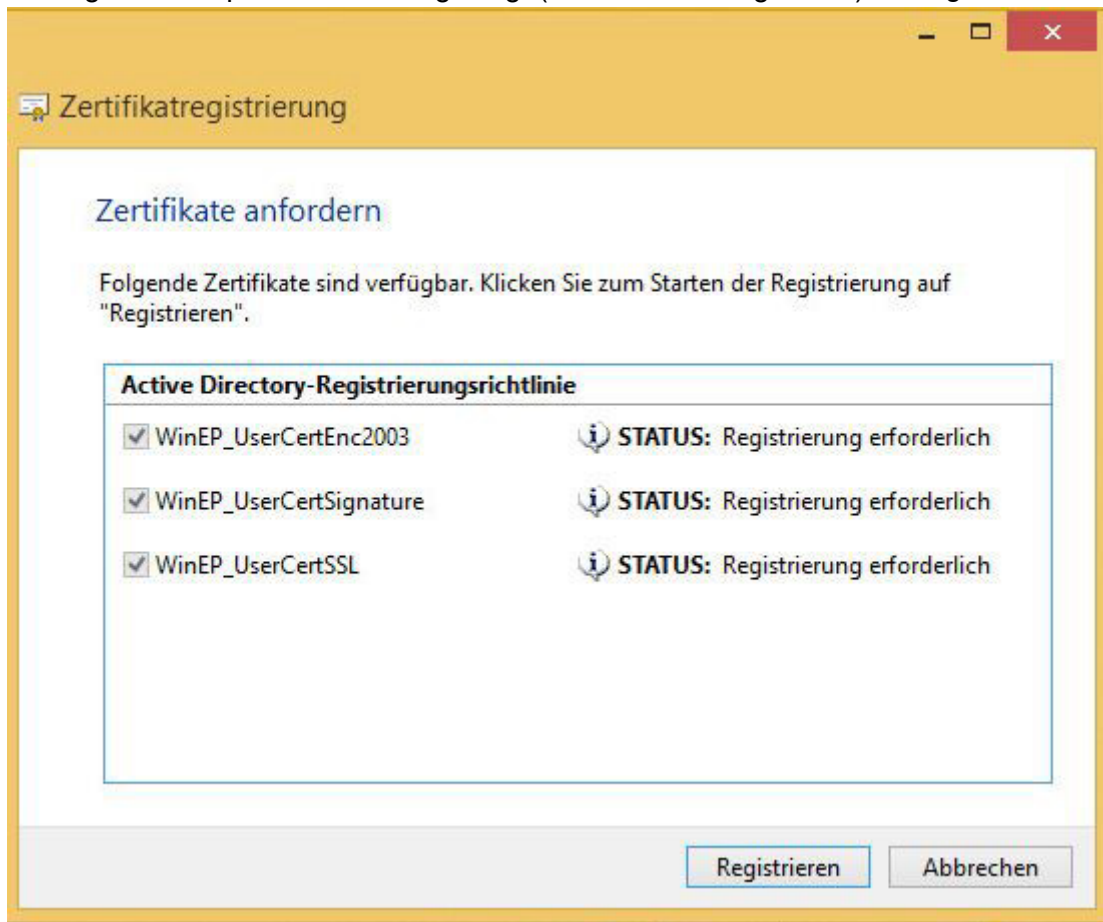 Zertifikatregistrierung
Zertifikate anfordern
Folgende Zertifikate sind verfügbar. Klicken Sie zum Starten der Registrierung auf
"Registrieren".
Active Directory-Registrierungsrichtlinie
WinEP_UserCertEnc2003 STATUS: Registrierung erforderlich
WinEP_UserCertSignature STATUS: Registrierung erforderlich
WinEP_UserCertSSL STATUS: Registrierung erforderlich
Registrieren Abbrechen